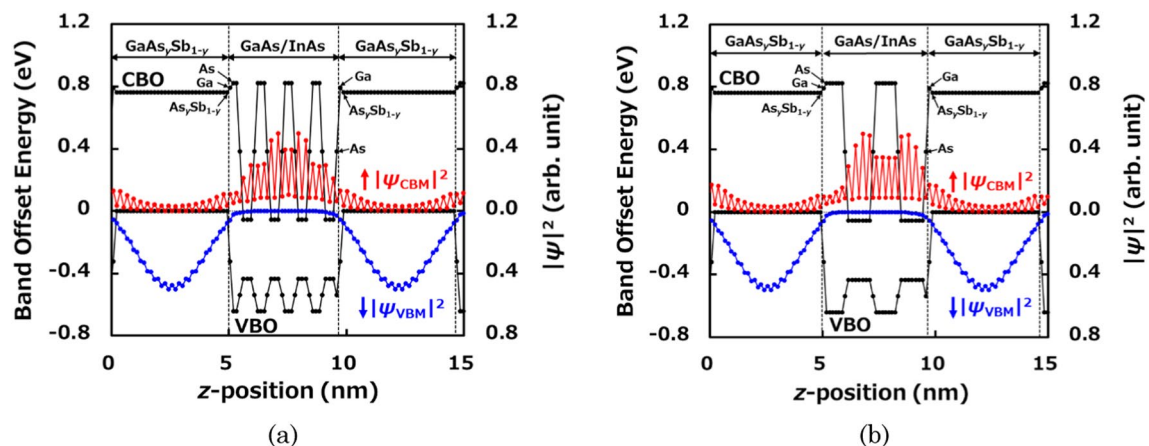 1.2
0.8
0.4
0
-0.4
-0.8
Band Offset Energy (eV)
GaAsySb1-y
GaAs/InAs
GaAsySb1-y
CBO
As
Ga
AsySb1-y
Ga
AsySb1-y
As
↑|ψCBM|²
↓|ψVBM|²
VBO
1.2
0.8
0.4
0.0
0.4
0.8
|ψ|² (arb. unit)
0
5
10
15
z-position (nm)
(a)
1.2
0.8
0.4
0
-0.4
-0.8
Band Offset Energy (eV)
GaAsySb1-y
GaAs/InAs
GaAsySb1-y
CBO
As
Ga
AsySb1-y
Ga
AsySb1-y
As
↑|ψCBM|²
↓|ψVBM|²
VBO
1.2
0.8
0.4
0.0
0.4
0.8
|ψ|² (arb. unit)
0
5
10
15
z-position (nm)
(b)